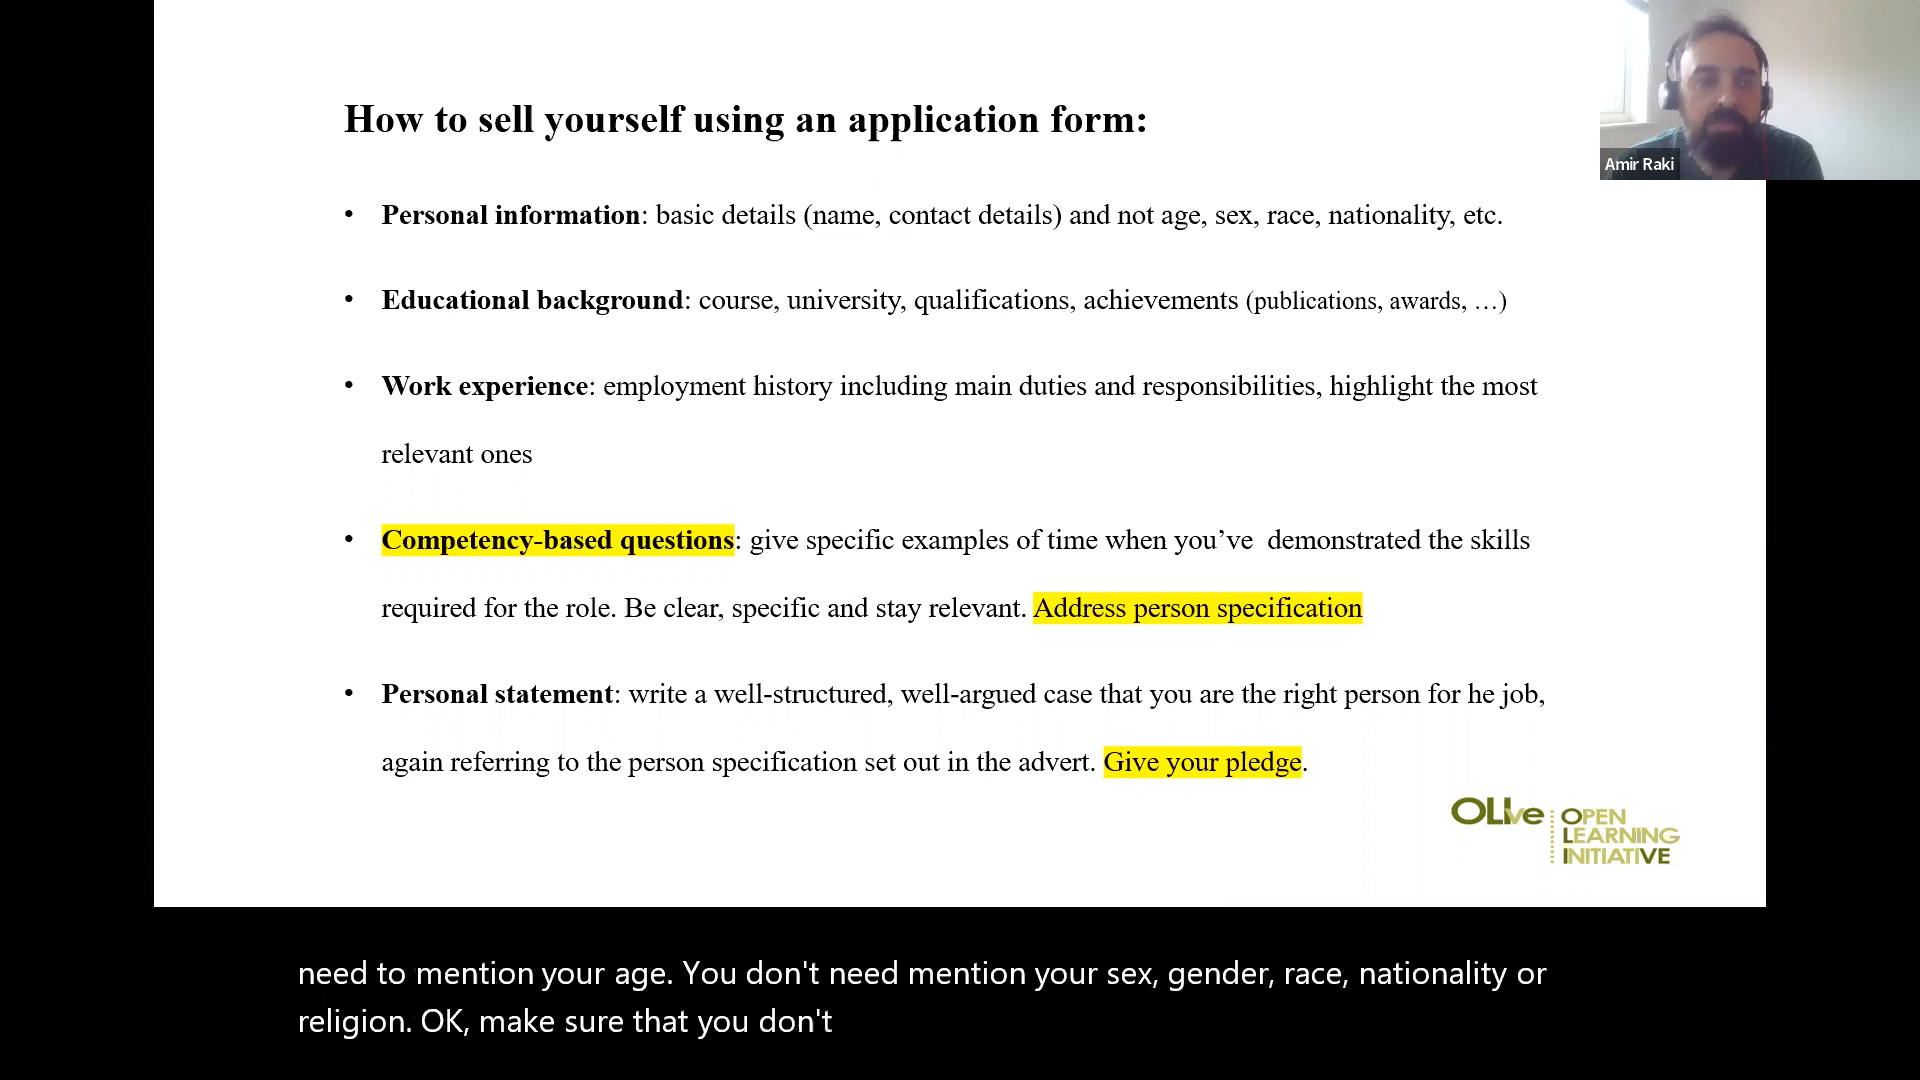 How to sell yourself using an application form:
Amir Raki
• Personal information: basic details (name, contact details) and not age, sex, race, nationality, etc.
• Educational background: course, university, qualifications, achievements (publications, awards, …)
• Work experience: employment history including main duties and responsibilities, highlight the most
relevant ones
• Competency-based questions: give specific examples of time when you’ve  demonstrated the skills
required for the role. Be clear, specific and stay relevant. Address person specification
• Personal statement: write a well-structured, well-argued case that you are the right person for he job,
again referring to the person specification set out in the advert. Give your pledge.
OLIve
OPEN
LEARNING
INITIATIVE
need to mention your age. You don't need mention your sex, gender, race, nationality or
religion. OK, make sure that you don't